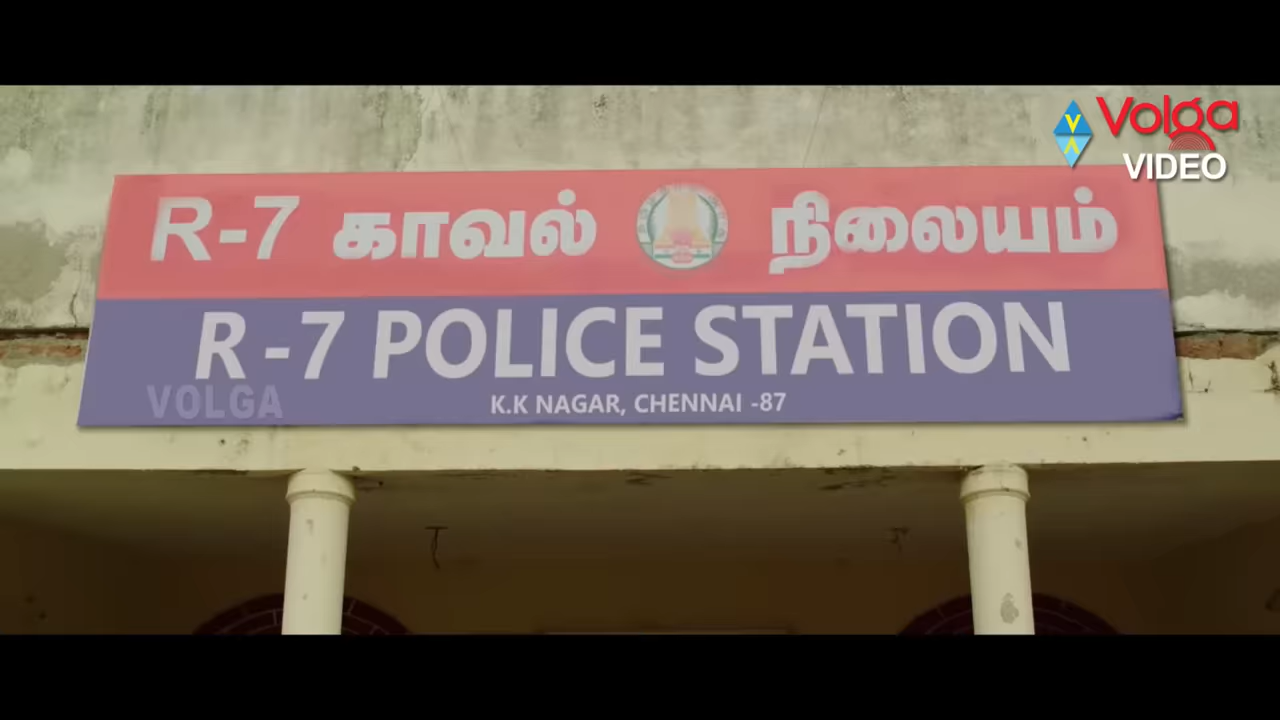 Volga
VIDEO
R-7 காவல் நிலையம்
R-7 POLICE STATION
VOLGA
K.K NAGAR, CHENNAI -87